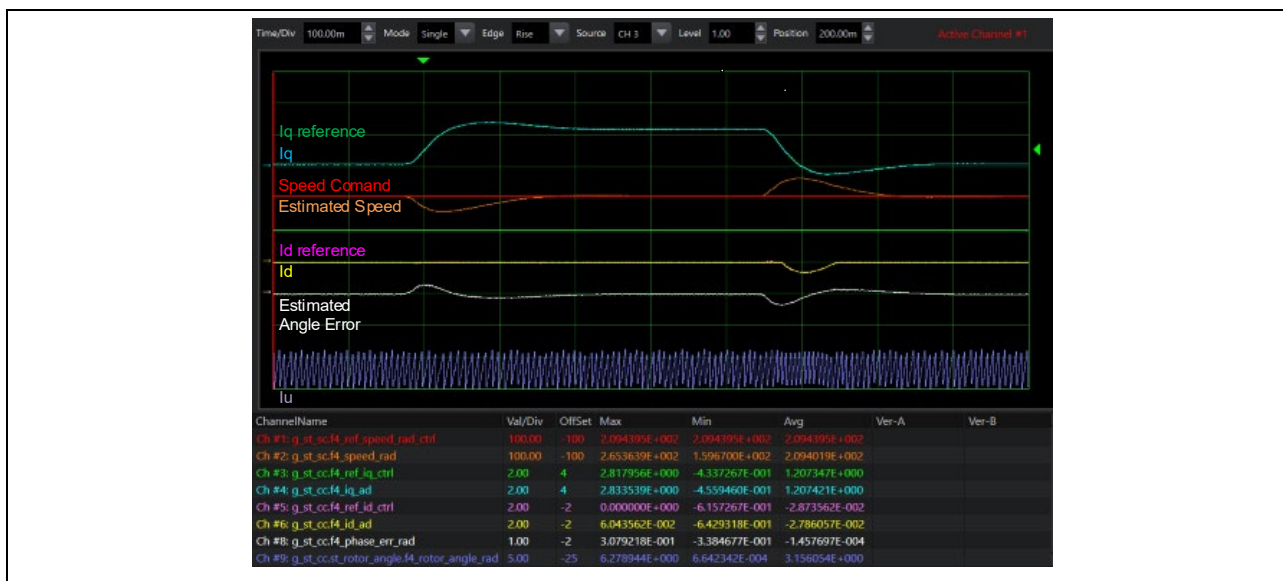 Time/Div 100.00m Mode Single Edge Rise Source CH 3 Level 1.00 Position 200.00m Active Channel #1
Iq reference
Iq
Speed Comand
Estimated Speed
Id reference
Id
Estimated
Angle Error
Iu
ChannelName Val/Div OffSet Max Min Avg Ver-A Ver-B
Ch #1: g_st_sc.f4_ref_speed_rad_ctrl 100.00 -100 2.094395E+002 2.094395E+002 2.094395E+002
Ch #2: g_st_sc.f4_speed_rad 100.00 -100 2.653639E+002 1.596700E+002 2.094019E+002
Ch #3: g_st_cc.f4_ref_iq_ctrl 2.00 4 2.817956E+000 -4.337267E-001 1.207347E+000
Ch #4: g_st_cc.f4_iq_ad 2.00 4 2.833539E+000 -4.559460E-001 1.207421E+000
Ch #5: g_st_cc.f4_ref_id_ctrl 2.00 -2 0.000000E+000 -6.157267E-001 -2.873562E-002
Ch #6: g_st_cc.f4_id_ad 2.00 -2 6.043562E-002 -6.429318E-001 -2.786057E-002
Ch #8: g_st_cc.f4_phase_err_rad 1.00 -2 3.079218E-001 -3.384677E-001 -1.457697E-004
Ch #9: g_st_cc.st_rotor_angle.f4_rotor_angle_rad 5.00 -25 6.278944E+000 6.642342E-004 3.156054E+000